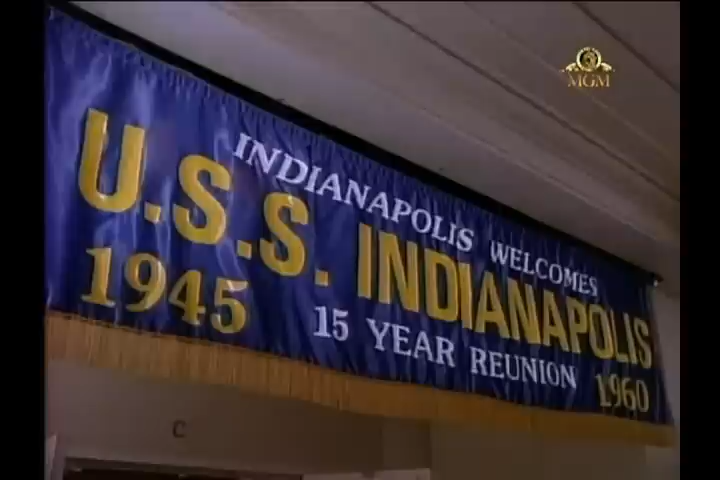 MGM
INDIANAPOLIS WELCOMES
U.S.S. INDIANAPOLIS
1945 15 YEAR REUNION 1960
C